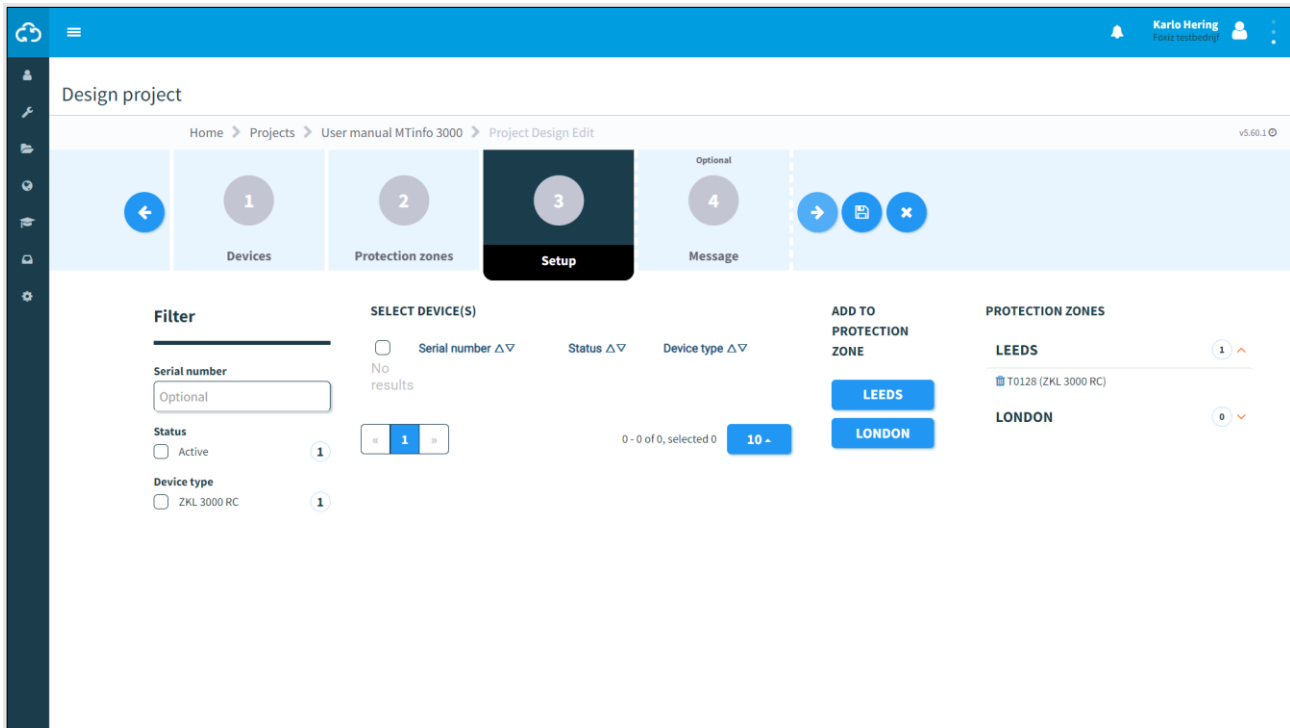 Karlo Hering
Foxiz testbedrijf
Design project
Home Projects User manual MTinfo 3000 Project Design Edit
v5.60.1
1
Devices
2
Protection zones
3
Setup
Optional
4
Message
Filter
Serial number
Optional
Status
Active 1
Device type
ZKL 3000 RC 1
SELECT DEVICE(S)
Serial number Status Device type
No
results
« 1 »
0 - 0 of 0, selected 0
10
ADD TO
PROTECTION
ZONE
LEEDS
LONDON
PROTECTION ZONES
LEEDS 1
T0128 (ZKL 3000 RC)
LONDON 0